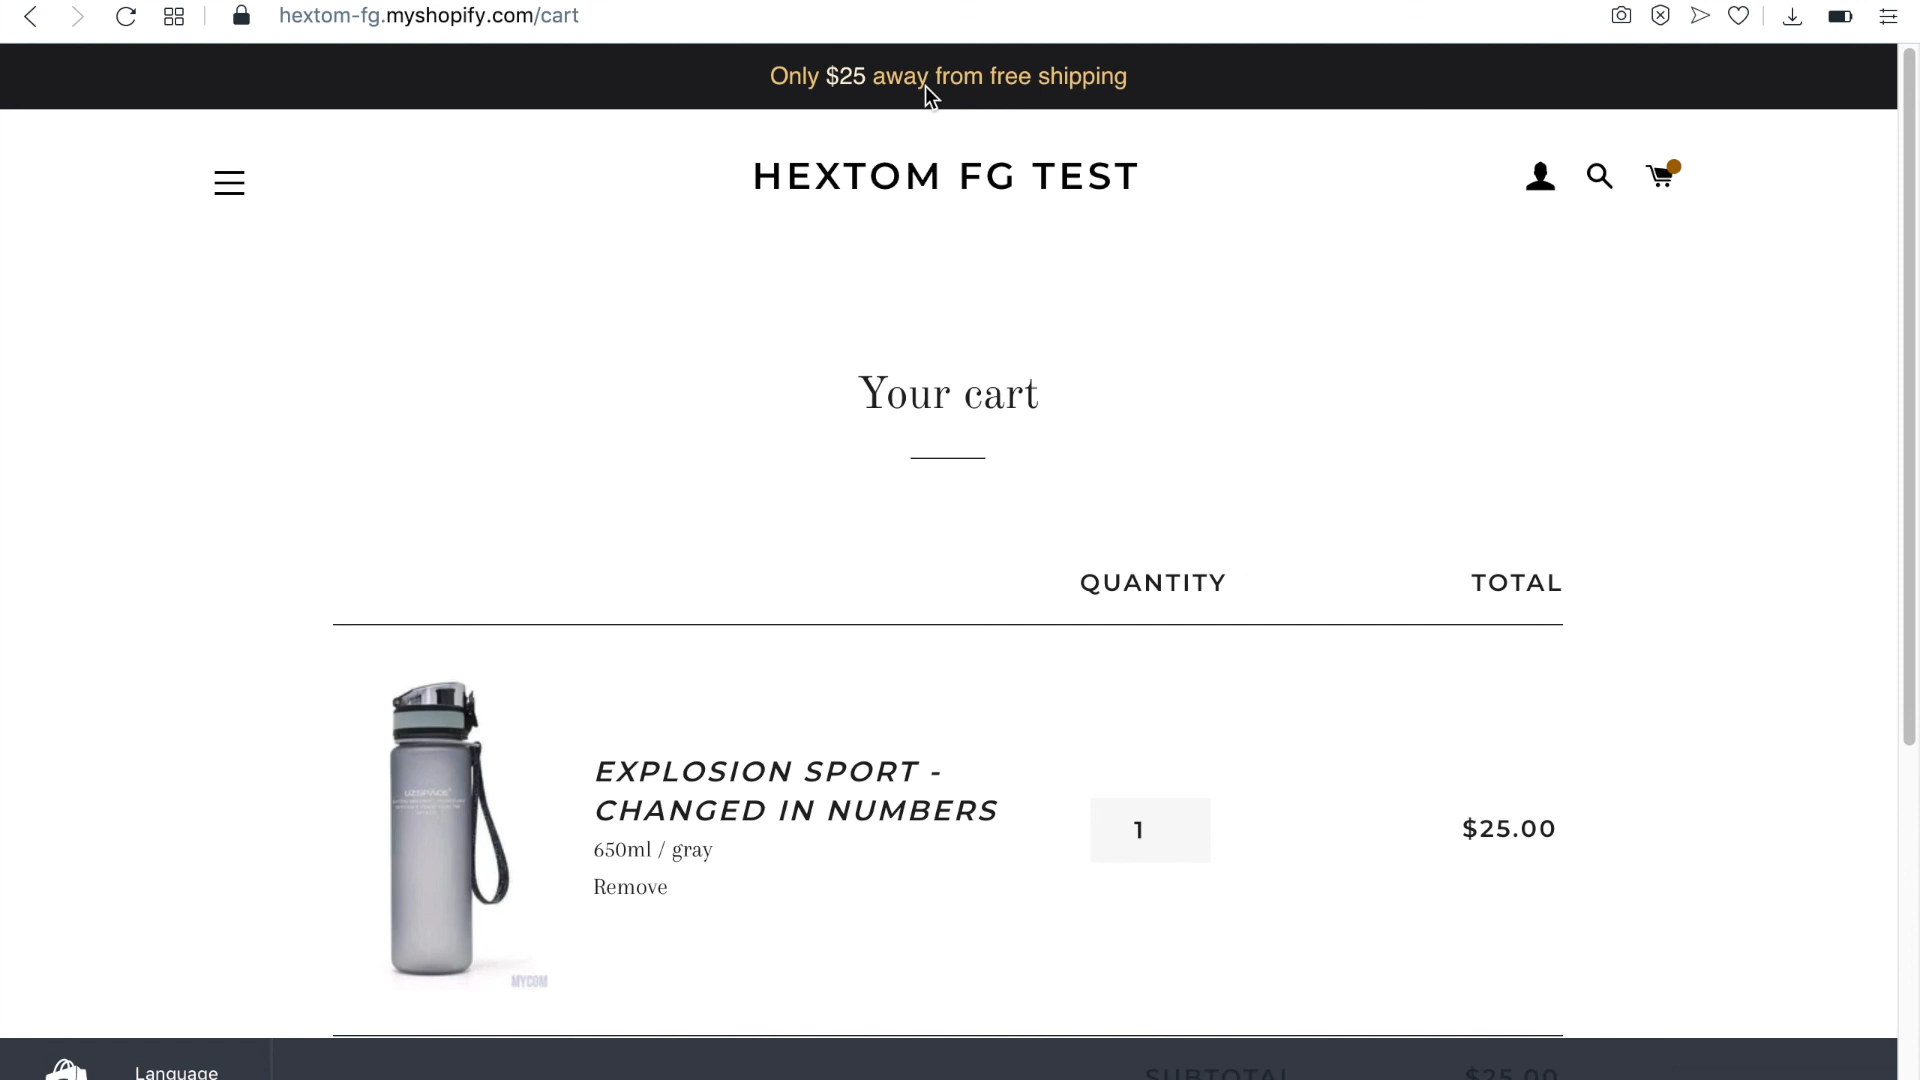 hextom-fg.myshopify.com/cart
Only $25 away from free shipping
HEXTOM FG TEST
Your cart
QUANTITY TOTAL
EXPLOSION SPORT -
CHANGED IN NUMBERS
650ml / gray
Remove
1
$25.00
UZSPACE
MYCOM
Language
SUBTOTAL $25.00